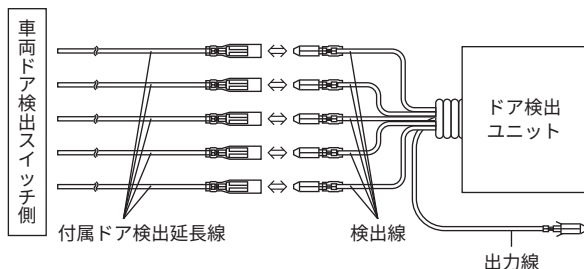 車両ドア検出スイッチ側
ドア検出
ユニット
付属ドア検出延長線
検出線
出力線